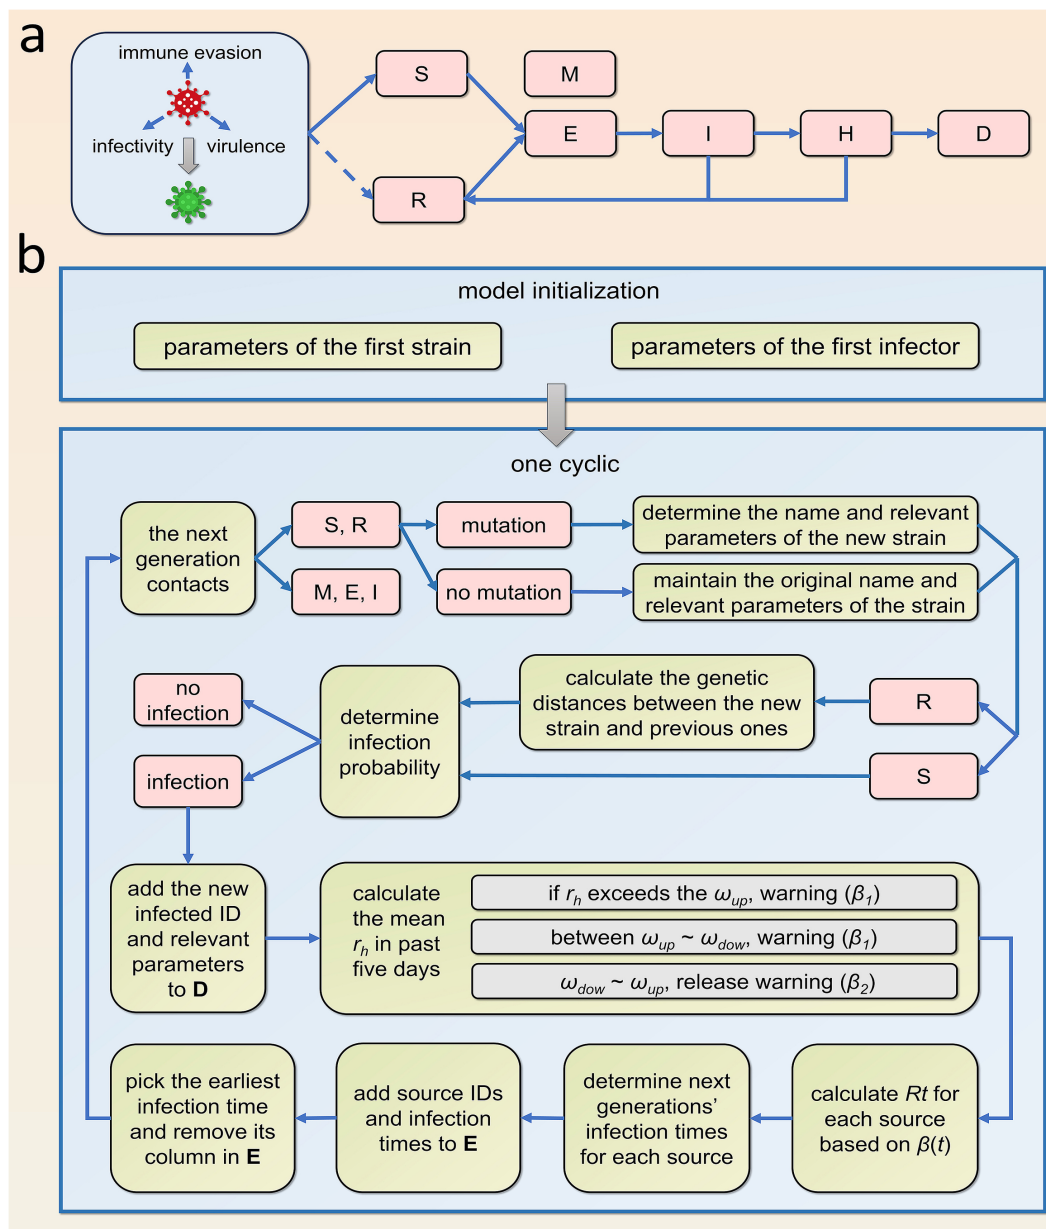 a
immune evasion
infectivity
virulence
S
M
E
I
H
D
R
b
model initialization
parameters of the first strain
parameters of the first infector
one cyclic
the next
generation
contacts
S, R
M, E, I
mutation
no mutation
determine the name and relevant
parameters of the new strain
maintain the original name and
relevant parameters of the strain
R
S
calculate the genetic
distances between the new
strain and previous ones
determine
infection
probability
no
infection
infection
add the new
infected ID
and relevant
parameters
to D
calculate
the mean
r_h in past
five days
if r_h exceeds the ω_up, warning (β_1)
between ω_up ~ ω_dow, warning (β_1)
ω_dow ~ ω_up, release warning (β_2)
calculate Rt for
each source
based on β(t)
determine next
generations'
infection times
for each source
add source IDs
and infection
times to E
pick the earliest
infection time
and remove its
column in E